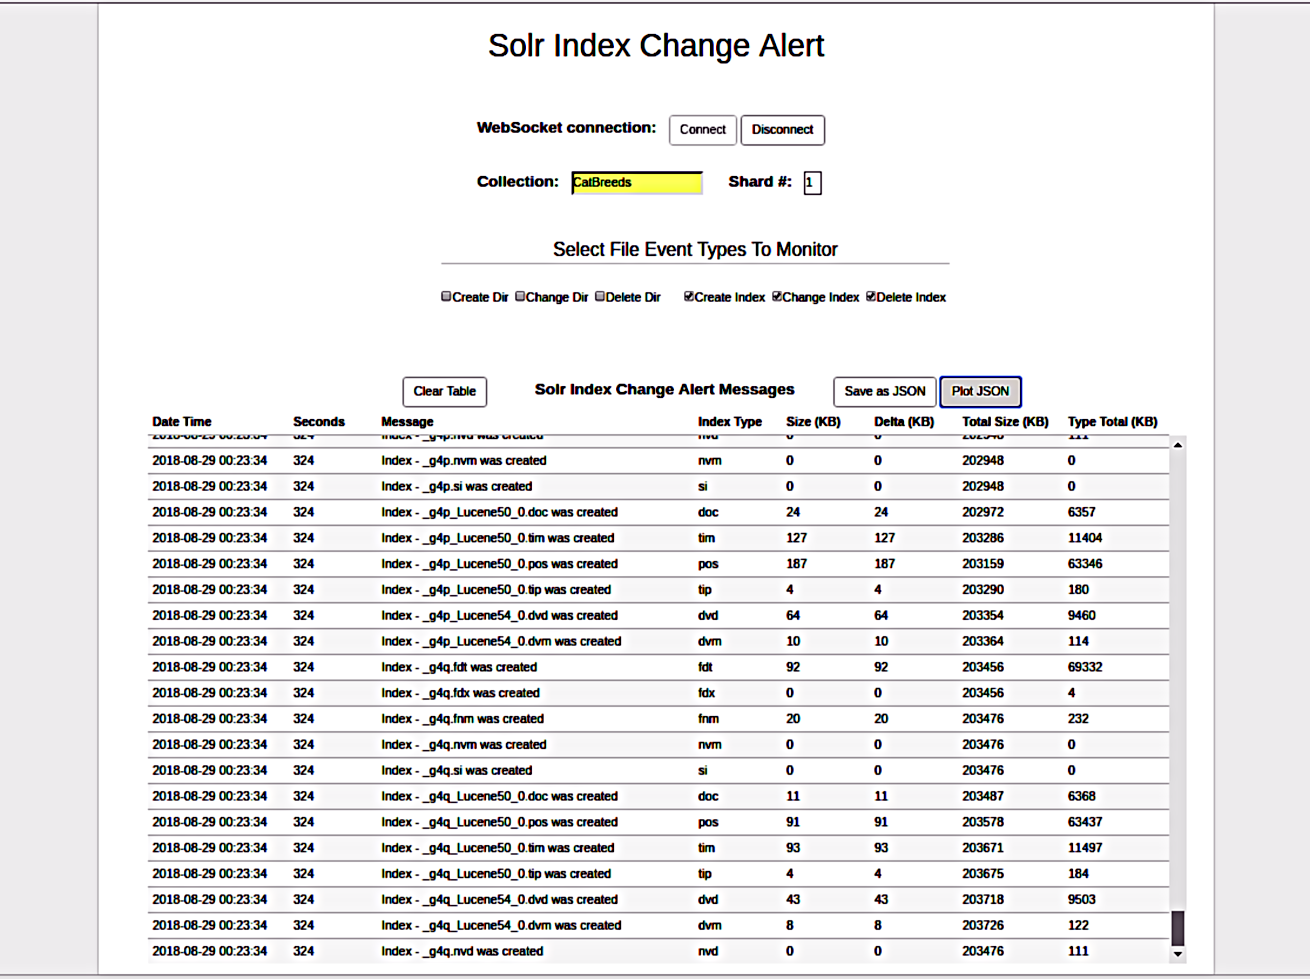 Solr Index Change Alert
WebSocket connection: Connect Disconnect
Collection: CatBreeds Shard #: 1
Select File Event Types To Monitor
Create Dir Change Dir Delete Dir Create Index Change Index Delete Index
Clear Table Solr Index Change Alert Messages Save as JSON Plot JSON
Date Time Seconds Message Index Type Size (KB) Delta (KB) Total Size (KB) Type Total (KB)
2018-08-29 00:23:34 324 Index - _g4p.nvd was created nvd 0 0 202948 111
2018-08-29 00:23:34 324 Index - _g4p.nvm was created nvm 0 0 202948 0
2018-08-29 00:23:34 324 Index - _g4p.si was created si 0 0 202948 0
2018-08-29 00:23:34 324 Index - _g4p_Lucene50_0.doc was created doc 24 24 202972 6357
2018-08-29 00:23:34 324 Index - _g4p_Lucene50_0.tim was created tim 127 127 203286 11404
2018-08-29 00:23:34 324 Index - _g4p_Lucene50_0.pos was created pos 187 187 203159 63346
2018-08-29 00:23:34 324 Index - _g4p_Lucene50_0.tip was created tip 4 4 203290 180
2018-08-29 00:23:34 324 Index - _g4p_Lucene54_0.dvd was created dvd 64 64 203354 9460
2018-08-29 00:23:34 324 Index - _g4p_Lucene54_0.dvm was created dvm 10 10 203364 114
2018-08-29 00:23:34 324 Index - _g4q.fdt was created fdt 92 92 203456 69332
2018-08-29 00:23:34 324 Index - _g4q.fdx was created fdx 0 0 203456 4
2018-08-29 00:23:34 324 Index - _g4q.fnm was created fnm 20 20 203476 232
2018-08-29 00:23:34 324 Index - _g4q.nvm was created nvm 0 0 203476 0
2018-08-29 00:23:34 324 Index - _g4q.si was created si 0 0 203476 0
2018-08-29 00:23:34 324 Index - _g4q_Lucene50_0.doc was created doc 11 11 203487 6368
2018-08-29 00:23:34 324 Index - _g4q_Lucene50_0.pos was created pos 91 91 203578 63437
2018-08-29 00:23:34 324 Index - _g4q_Lucene50_0.tim was created tim 93 93 203671 11497
2018-08-29 00:23:34 324 Index - _g4q_Lucene50_0.tip was created tip 4 4 203675 184
2018-08-29 00:23:34 324 Index - _g4q_Lucene54_0.dvd was created dvd 43 43 203718 9503
2018-08-29 00:23:34 324 Index - _g4q_Lucene54_0.dvm was created dvm 8 8 203726 122
2018-08-29 00:23:34 324 Index - _g4q.nvd was created nvd 0 0 203476 111